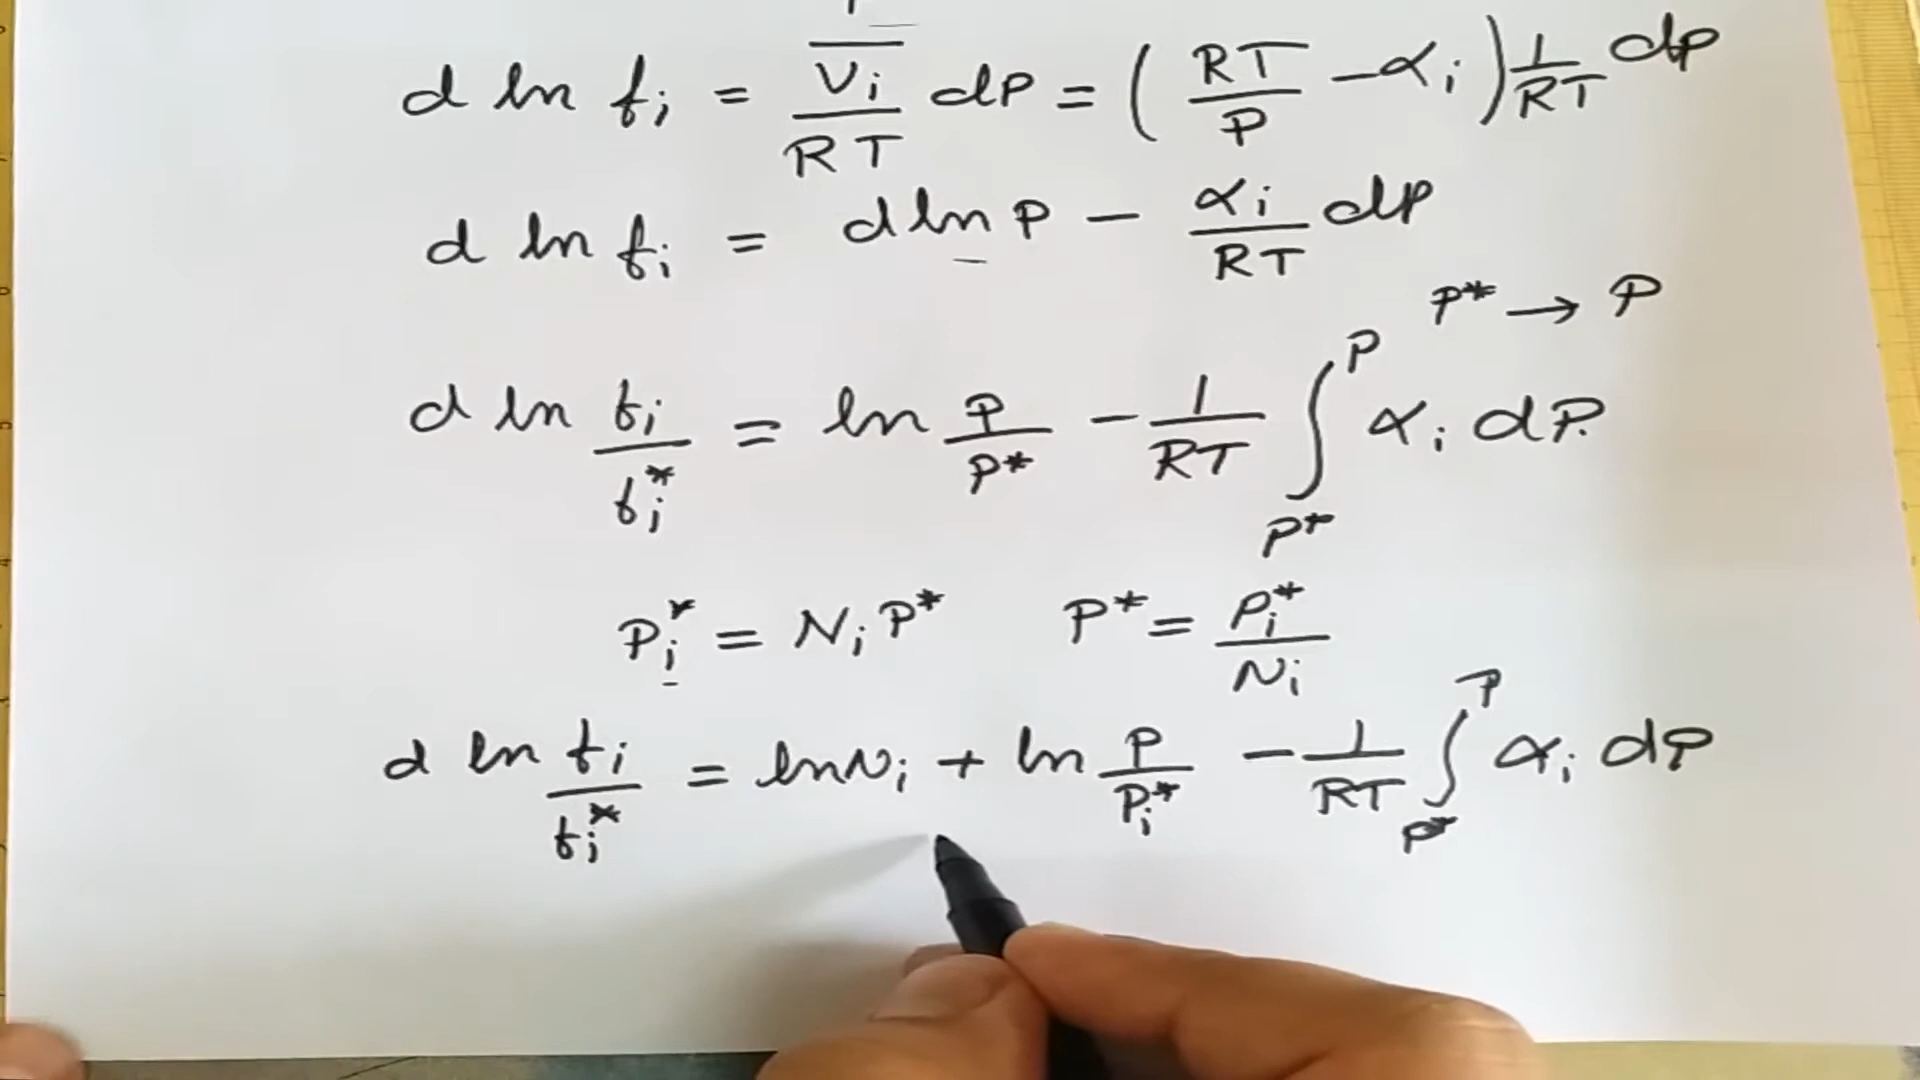 d ln fi = V̅i/RT dP = (RT/P - αi) 1/RT dP
d ln fi = d ln P - αi/RT dP
P* → P
d ln fi/fi* = ln P/P* - 1/RT ∫_{P*}^{P} αi dP.
Pi* = Ni P* P* = Pi*/Ni
d ln fi/fi* = ln Ni + ln P/Pi* - 1/RT ∫_{P*}^{P} αi dP